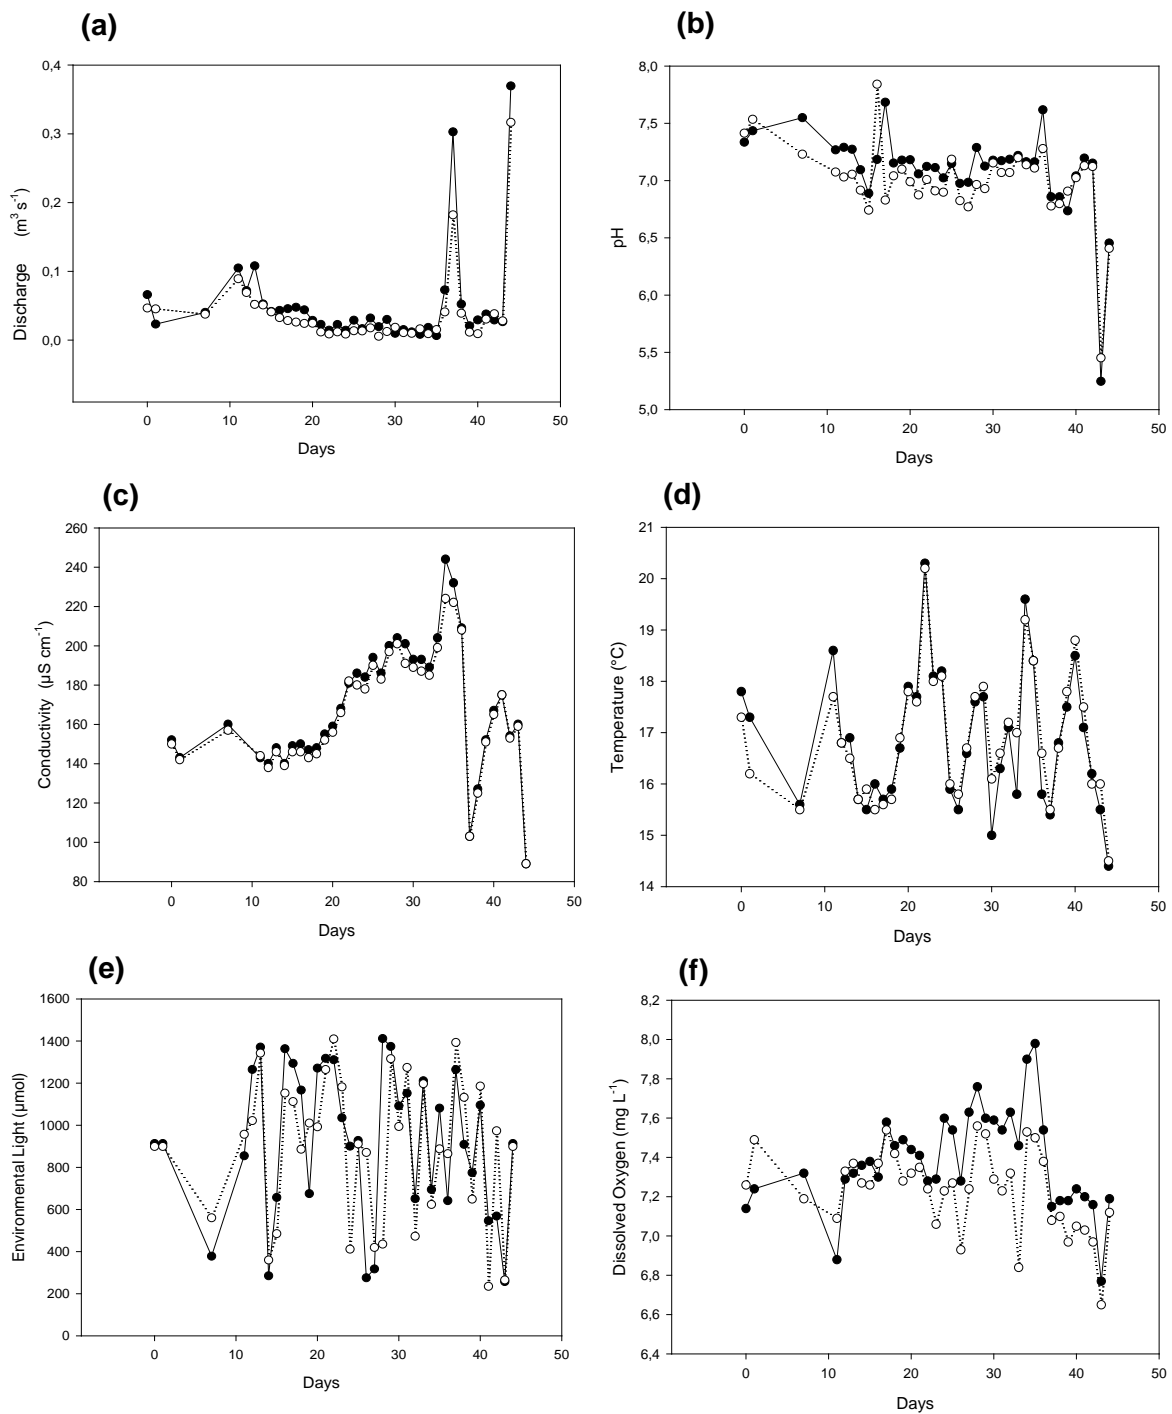 (a)
0,4
0,3
0,2
0,1
0,0
Discharge (m³ s⁻¹)
0 10 20 30 40 50
Days
(b)
8,0
7,5
7,0
6,5
6,0
5,5
5,0
pH
0 10 20 30 40 50
Days
(c)
260
240
220
200
180
160
140
120
100
80
Conductivity (µS cm⁻¹)
0 10 20 30 40 50
Days
(d)
21
20
19
18
17
16
15
14
Temperature (°C)
0 10 20 30 40 50
Days
(e)
1600
1400
1200
1000
800
600
400
200
0
Environmental Light (µmol)
0 10 20 30 40 50
Days
(f)
8,2
8,0
7,8
7,6
7,4
7,2
7,0
6,8
6,6
6,4
Dissolved Oxygen (mg L⁻¹)
0 10 20 30 40 50
Days